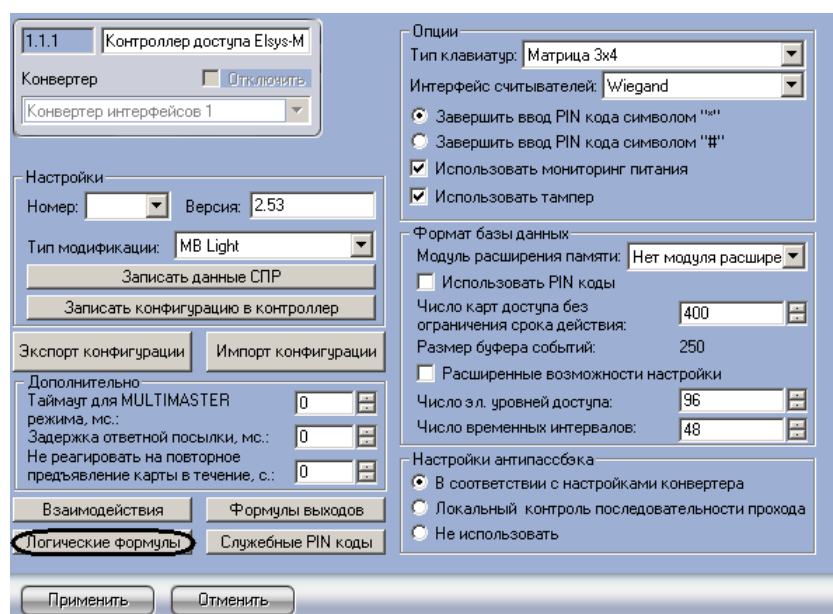 1.1.1 Контроллер доступа Elsys-M
Конвертер Отключить
Конвертер интерфейсов 1
Настройки
Номер: Версия: 2.53
Тип модификации: MB Light
Записать данные СПР
Записать конфигурацию в контроллер
Экспорт конфигурации Импорт конфигурации
Дополнительно
Таймаут для MULTIMASTER
режима, мс.: 0
Задержка ответной посылки, мс.: 0
Не реагировать на повторное
предъявление карты в течение, с.: 0
Взаимодействия Формулы выходов
Логические формулы Служебные PIN коды
Опции
Тип клавиатур: Матрица 3x4
Интерфейс считывателей: Wiegand
Завершить ввод PIN кода символом "*"
Завершить ввод PIN кода символом "#"
Использовать мониторинг питания
Использовать тампер
Формат базы данных
Модуль расширения памяти: Нет модуля расшире
Использовать PIN коды
Число карт доступа без
ограничения срока действия: 400
Размер буфера событий: 250
Расширенные возможности настройки
Число эл. уровней доступа: 96
Число временных интервалов: 48
Настройки антипассбэка
В соответствии с настройками конвертера
Локальный контроль последовательности прохода
Не использовать
Применить Отменить